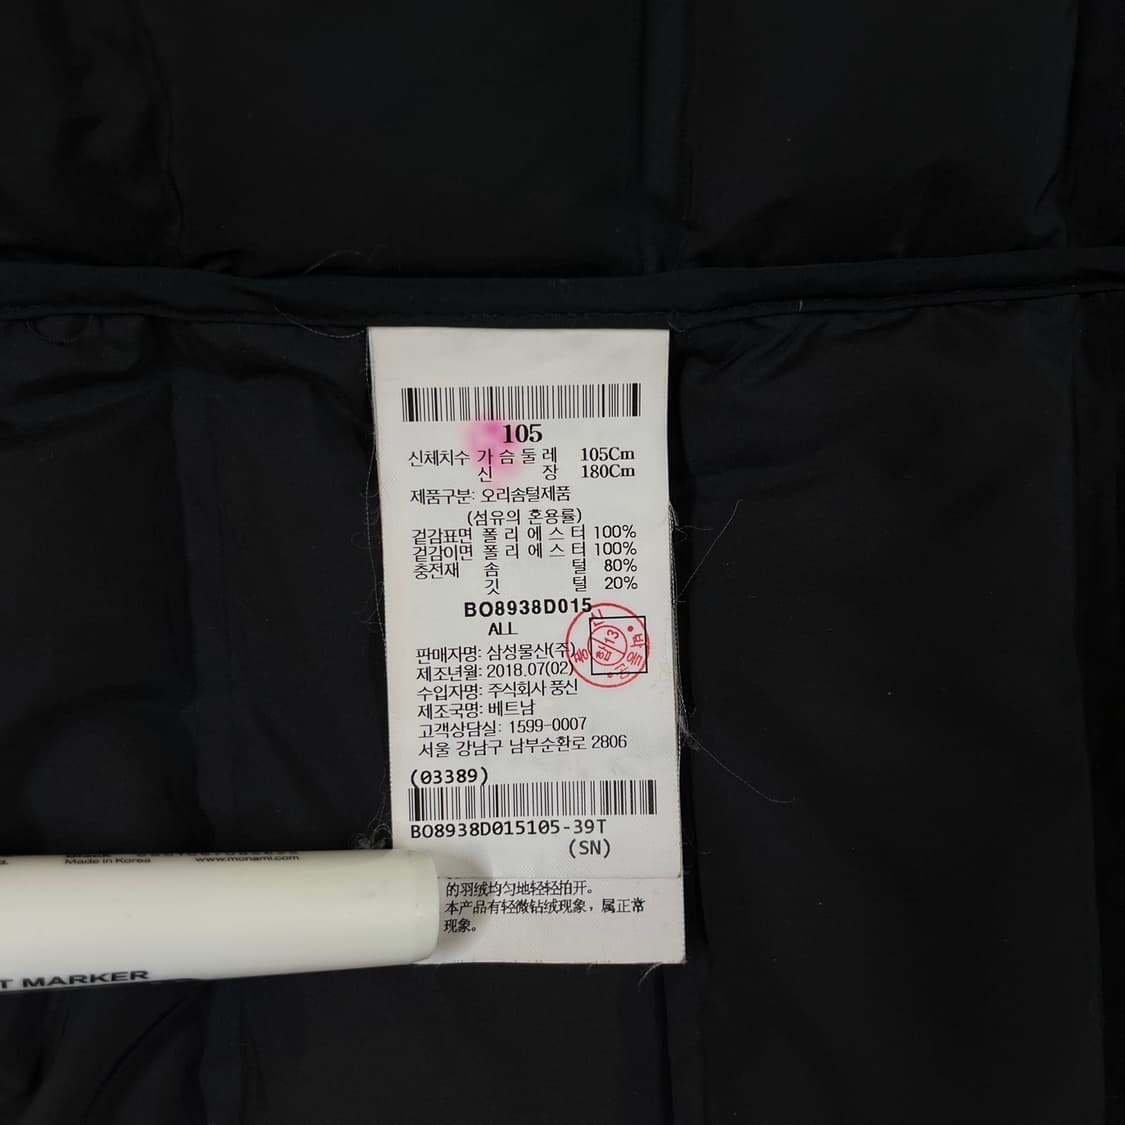 105
신체치수 가슴둘레 105Cm
신 장 180Cm
제품구분: 오리솜털제품
(섬유의 혼용률)
겉감표면 폴리에스터 100%
겉감이면 폴리에스터 100%
충전재 솜 털 80%
깃 털 20%
BO8938D015
ALL
판매자명: 삼성물산(주)
제조년월: 2018.07(02)
수입자명: 주식회사 풍신
제조국명: 베트남
고객상담실: 1599-0007
서울 강남구 남부순환로 2806
(03389)
BO8938D015105-39T
(SN)
的羽绒均匀地轻轻拍开。
本产品有轻微钻绒现象，属正常
现象。
Made in Korea www.monami.com
T MARKER
13